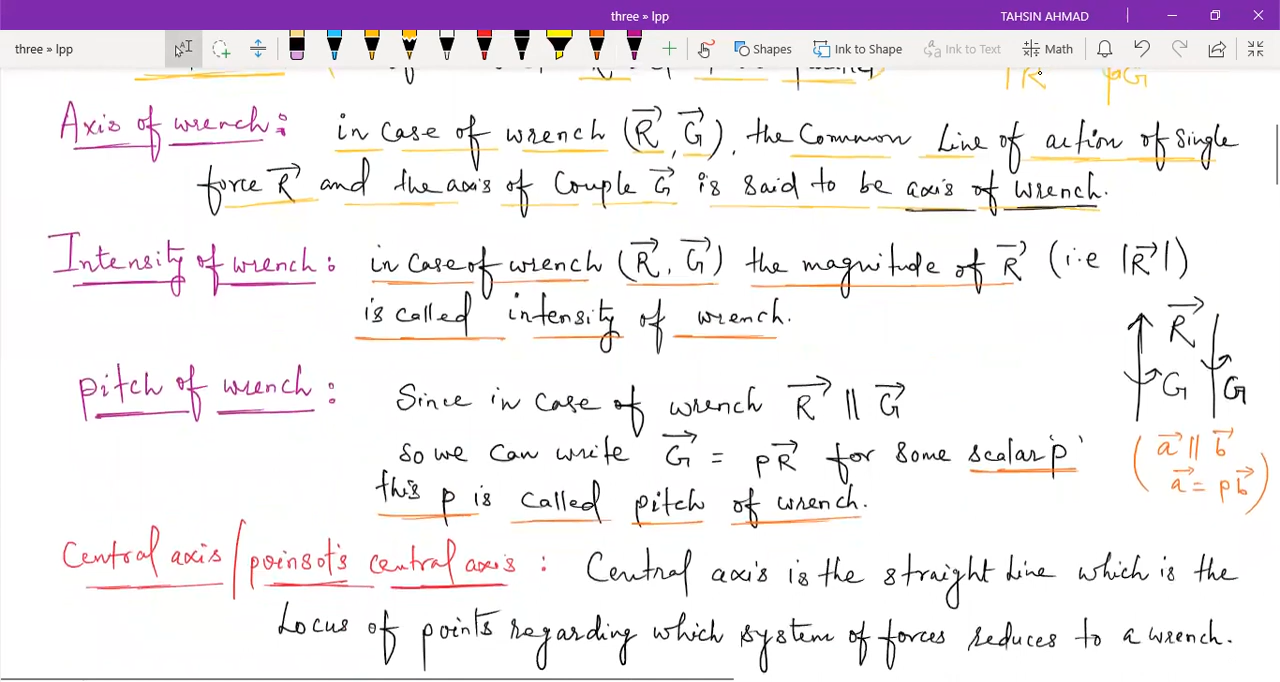 three » lpp
TAHSIN AHMAD
three » lpp
Shapes
Ink to Shape
Ink to Text
Math
R pG
Axis of wrench: in case of wrench (R⃗, G⃗), the common Line of action of single
force R⃗ and the axis of couple G⃗ is said to be axis of wrench.
Intensity of wrench: in case of wrench (R⃗, G⃗) the magnitude of R⃗ (i.e |R⃗|)
is called intensity of wrench.
R⃗
G G
pitch of wrench: Since in case of wrench R⃗ || G⃗
so we can write G⃗ = pR⃗ for some scalar 'p'
(a⃗ || b⃗
a⃗ = pb⃗)
this p is called pitch of wrench.
Central axis/poinsot's central axis: Central axis is the straight Line which is the
Locus of points regarding which system of forces reduces to a wrench.